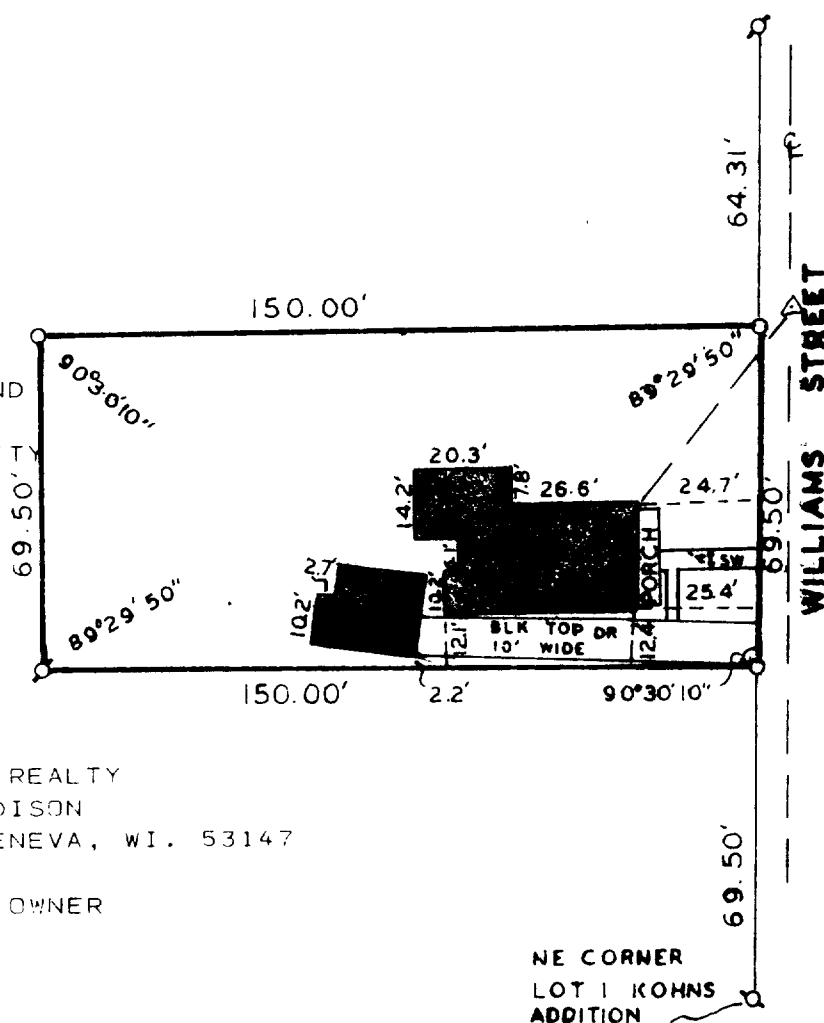 64.31'
150.00'
WILLIAMS STREET
90°30'10"
89°29'50"
ND
TY
69.50'
20.3'
7.8'
26.6'
24.7'
14.2'
69.50'
PORCH
SW
2.7'
10.2'
10.2'
25.4'
89°29'50"
12.1'
BLK TOP DR
10' WIDE
12.4'
150.00'
2.2'
90°30'10"
REALTY
DISON
ENEVA, WI. 53147
OWNER
69.50'
NE CORNER
LOT 1 KOHNS
ADDITION